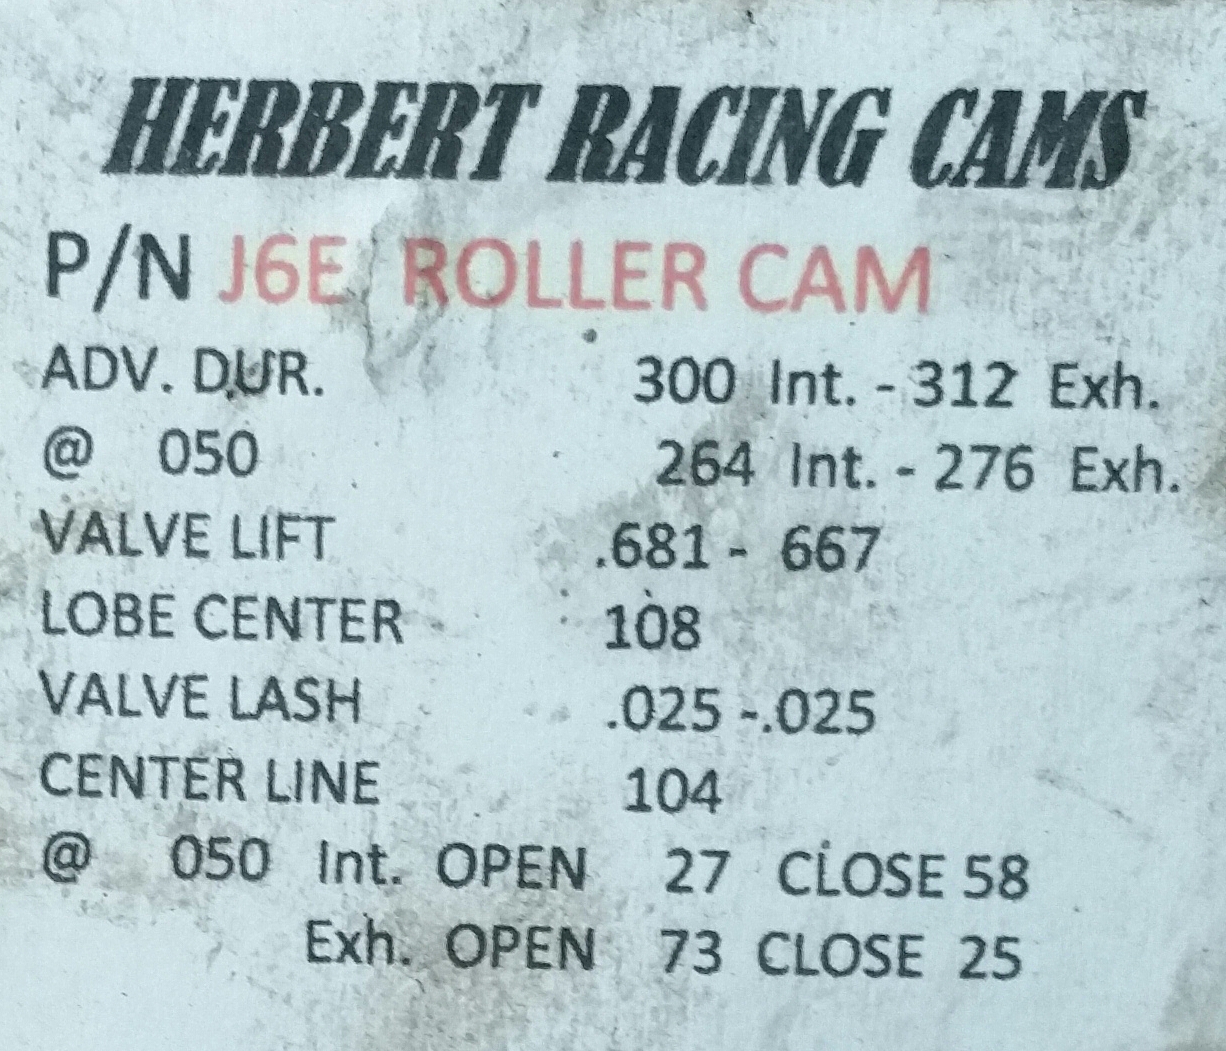 HERBERT RACING CAMS
P/N J6E ROLLER CAM
ADV. DUR. 300 Int. - 312 Exh.
@ 050 264 Int. - 276 Exh.
VALVE LIFT .681 - 667
LOBE CENTER 108
VALVE LASH .025 -.025
CENTER LINE 104
@ 050 Int. OPEN 27 CLOSE 58
Exh. OPEN 73 CLOSE 25